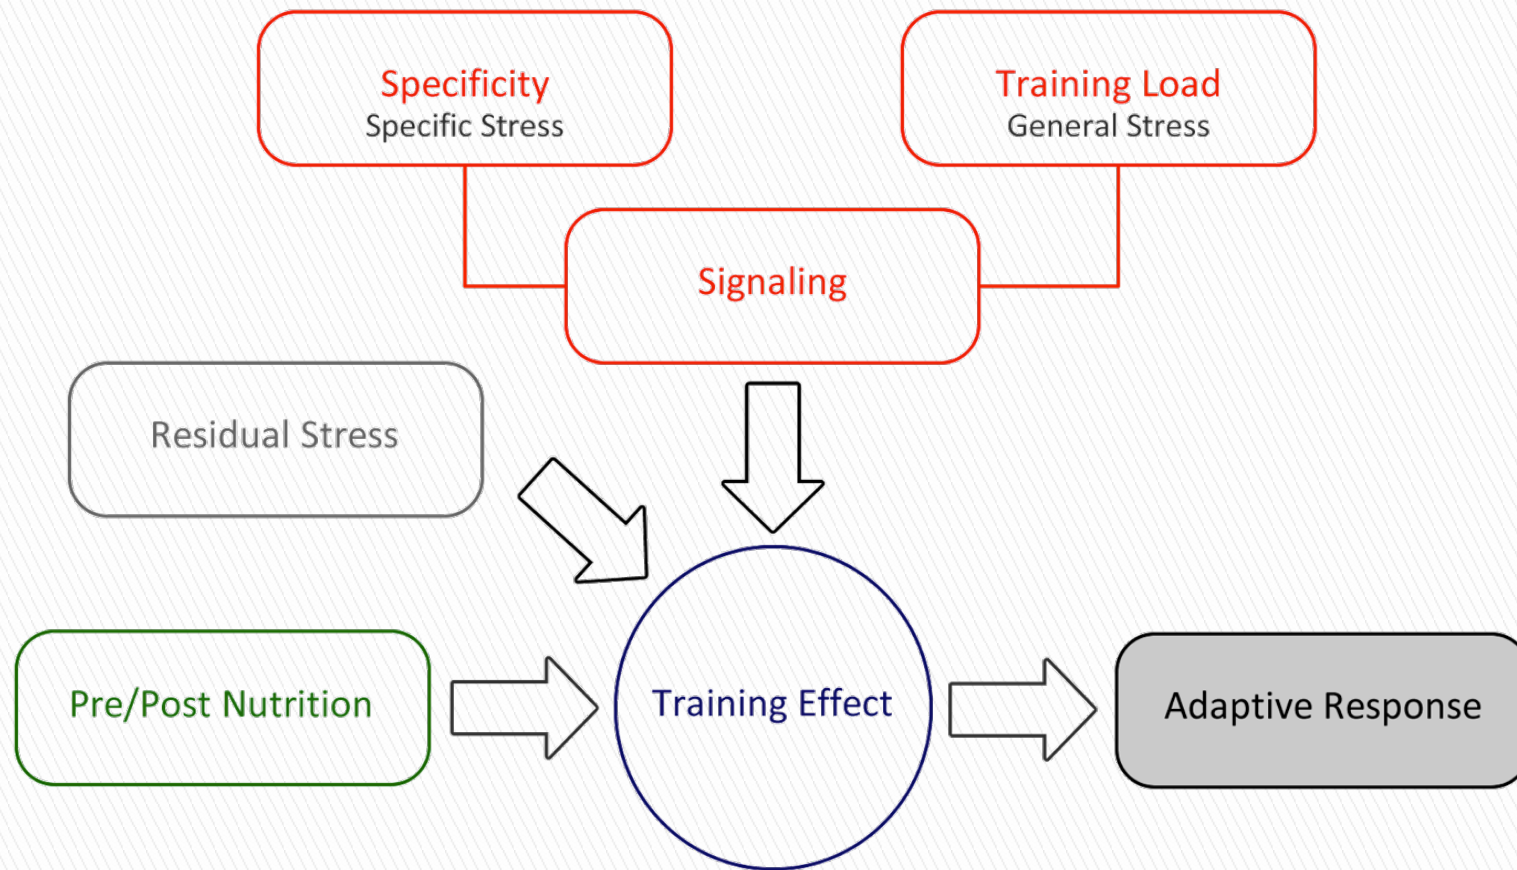 Specificity
Specific Stress
Training Load
General Stress
Signaling
Residual Stress
Pre/Post Nutrition
Training Effect
Adaptive Response